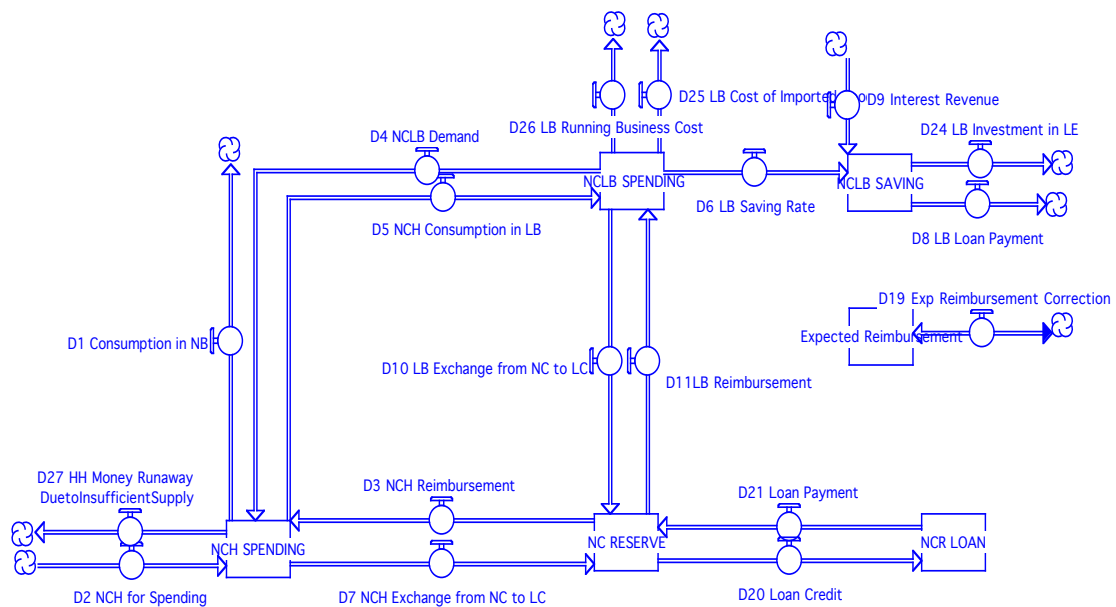 D25 LB Cost of Imported
D9 Interest Revenue
D26 LB Running Business Cost
D4 NCLB Demand
D24 LB Investment in LE
NCLB SPENDING
NCLB SAVING
D6 LB Saving Rate
D5 NCH Consumption in LB
D8 LB Loan Payment
D19 Exp Reimbursement Correction
Expected Reimbursement
D1 Consumption in NB
D10 LB Exchange from NC to LC
D11LB Reimbursement
D27 HH Money Runaway
DuetoInsufficientSupply
D3 NCH Reimbursement
D21 Loan Payment
NCH SPENDING
NC RESERVE
NCR LOAN
D2 NCH for Spending
D7 NCH Exchange from NC to LC
D20 Loan Credit